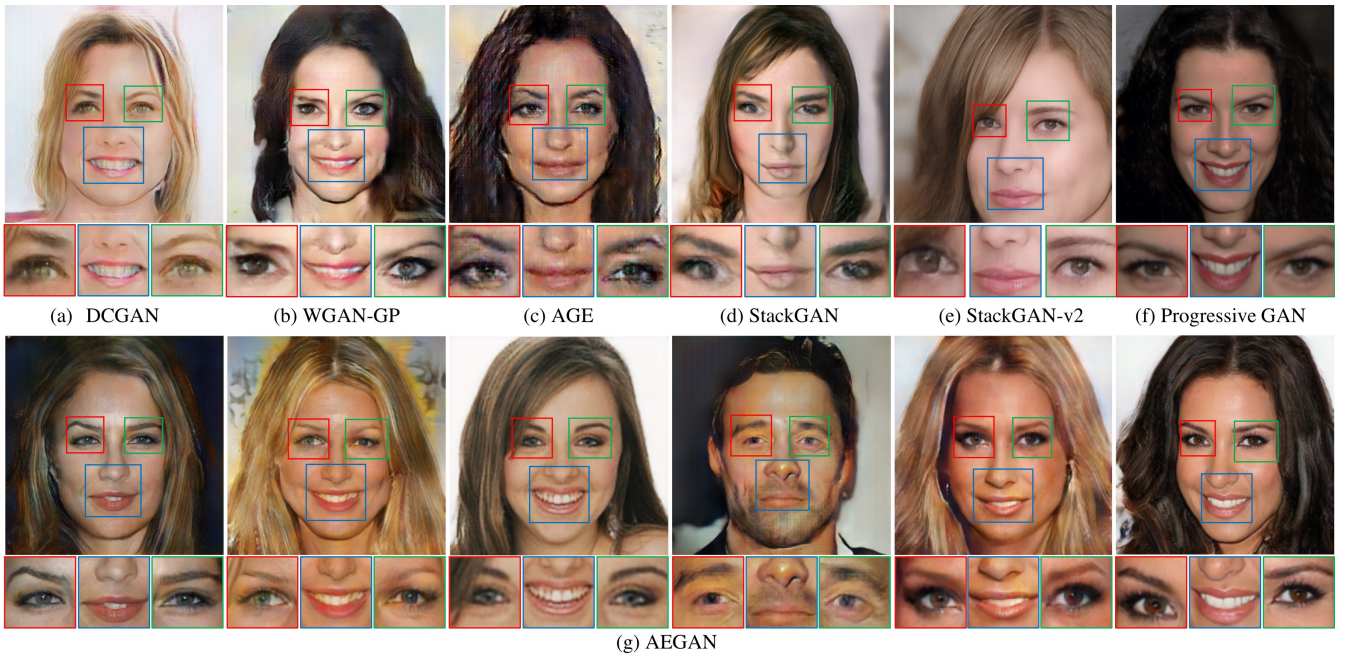 (a) DCGAN
(b) WGAN-GP
(c) AGE
(d) StackGAN
(e) StackGAN-v2
(f) Progressive GAN
(g) AEGAN